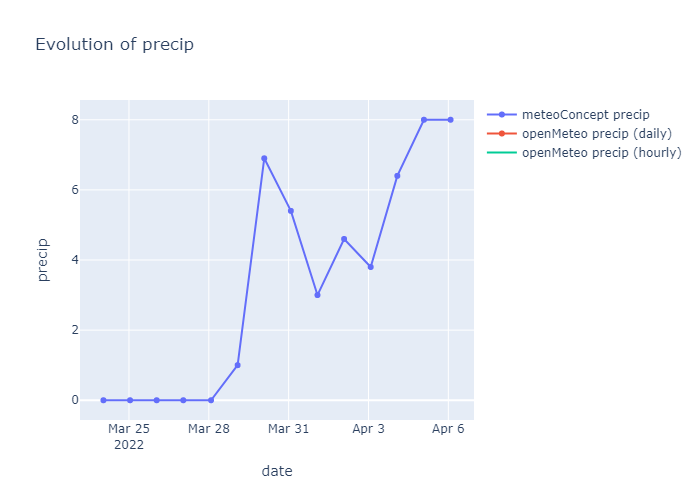 Evolution of precip
meteoConcept precip
openMeteo precip (daily)
openMeteo precip (hourly)
8
6
4
2
0
precip
Mar 25
2022
Mar 28
Mar 31
Apr 3
Apr 6
date